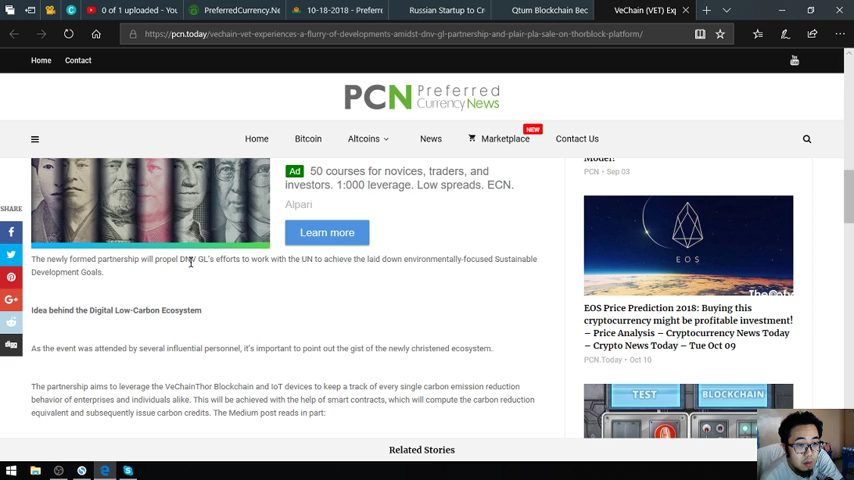 0 of 1 uploaded - You
PreferredCurrency.Ne
10-18-2018 - Preferre
Russian Startup to Cr
Qtum Blockchain Bec
VeChain (VET) Exp
https://pcn.today/vechain-vet-experiences-a-flurry-of-developments-amidst-dnv-gl-partnership-and-plair-pla-sale-on-thorblock-platform/
Home Contact
PCN Preferred Currency News
Home Bitcoin Altcoins News Marketplace NEW Contact Us
SHARE
Ad 50 courses for novices, traders, and
investors. 1:000 leverage. Low spreads. ECN.
Alpari
Learn more
The newly formed partnership will propel DNV GL's efforts to work with the UN to achieve the laid down environmentally-focused Sustainable
Development Goals.
Idea behind the Digital Low-Carbon Ecosystem
As the event was attended by several influential personnel, it's important to point out the gist of the newly christened ecosystem.
The partnership aims to leverage the VeChainThor Blockchain and IoT devices to keep a track of every single carbon emission reduction
behavior of enterprises and individuals alike. This will be achieved with the help of smart contracts, which will compute the carbon reduction
equivalent and subsequently issue carbon credits. The Medium post reads in part:
Model!
PCN - Sep 03
EOS
EOS Price Prediction 2018: Buying this
cryptocurrency might be profitable investment!
– Price Analysis – Cryptocurrency News Today
– Crypto News Today – Tue Oct 09
PCN.Today - Oct 10
TEST BLOCKCHAIN
Related Stories